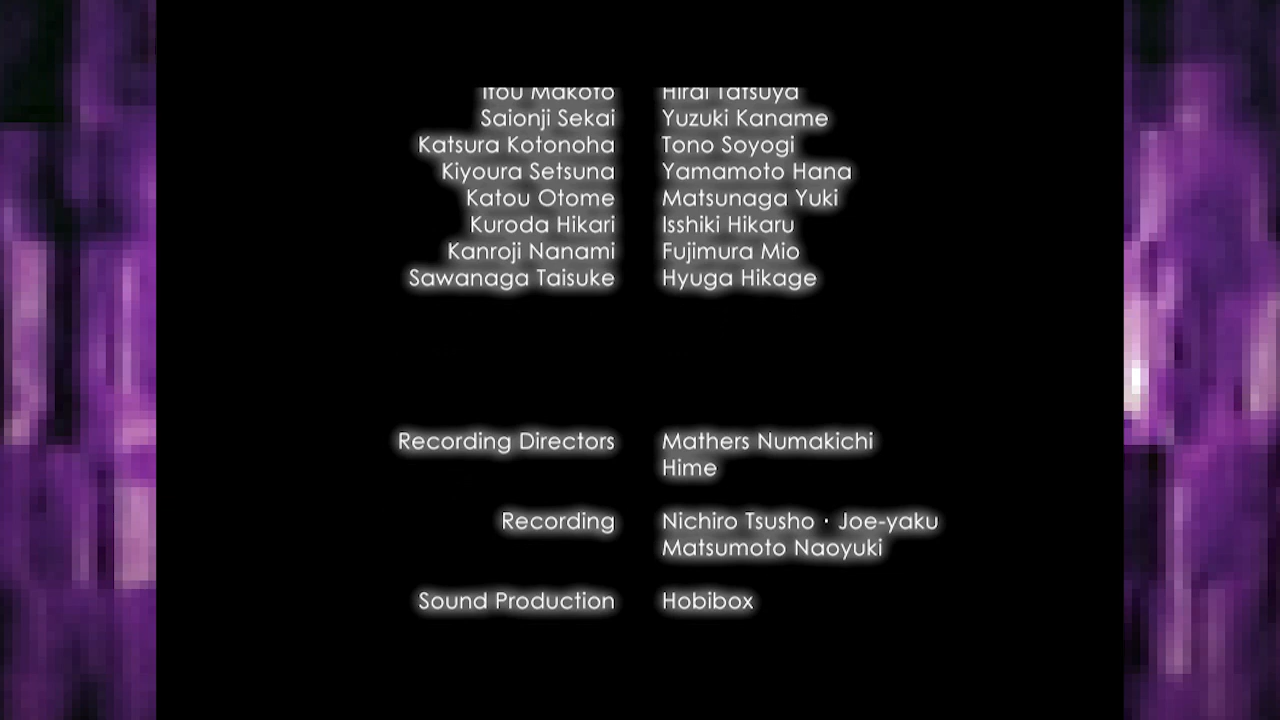 Itou Makoto Hirai Tatsuya
Saionji Sekai Yuzuki Kaname
Katsura Kotonoha Tono Soyogi
Kiyoura Setsuna Yamamoto Hana
Katou Otome Matsunaga Yuki
Kuroda Hikari Isshiki Hikaru
Kanroji Nanami Fujimura Mio
Sawanaga Taisuke Hyuga Hikage
Recording Directors Mathers Numakichi
Hime
Recording Nichiro Tsusho · Joe-yaku
Matsumoto Naoyuki
Sound Production Hobibox